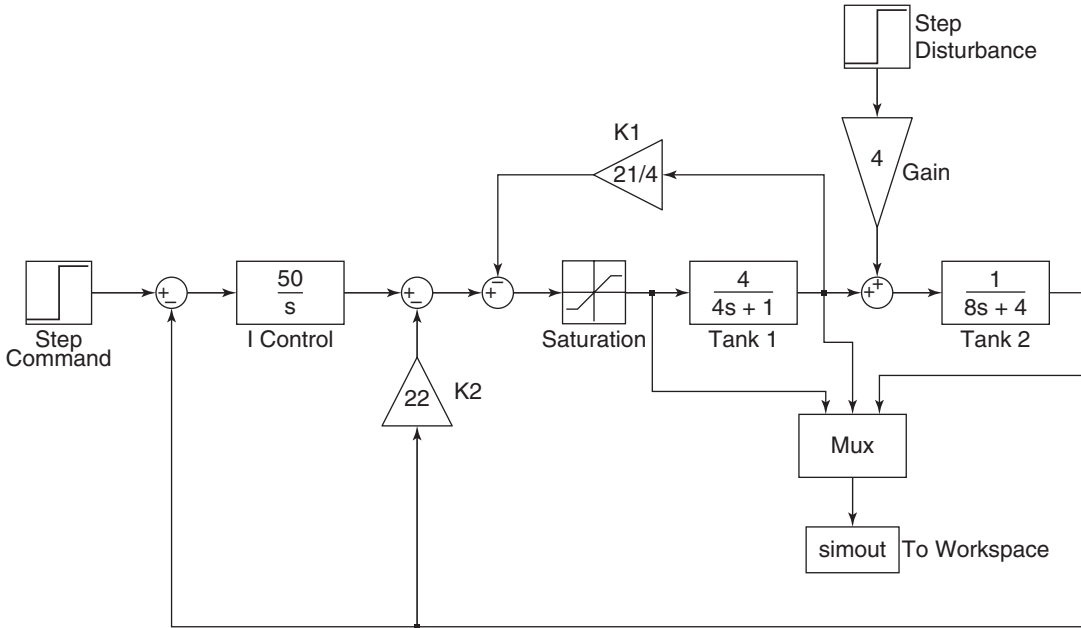 Step
Disturbance
K1
21/4
4
Gain
+
−
50
s
+
−
+
−
4
4s + 1
+
+
1
8s + 4
Step
Command
I Control
Saturation
Tank 1
Tank 2
22
K2
Mux
simout
To Workspace